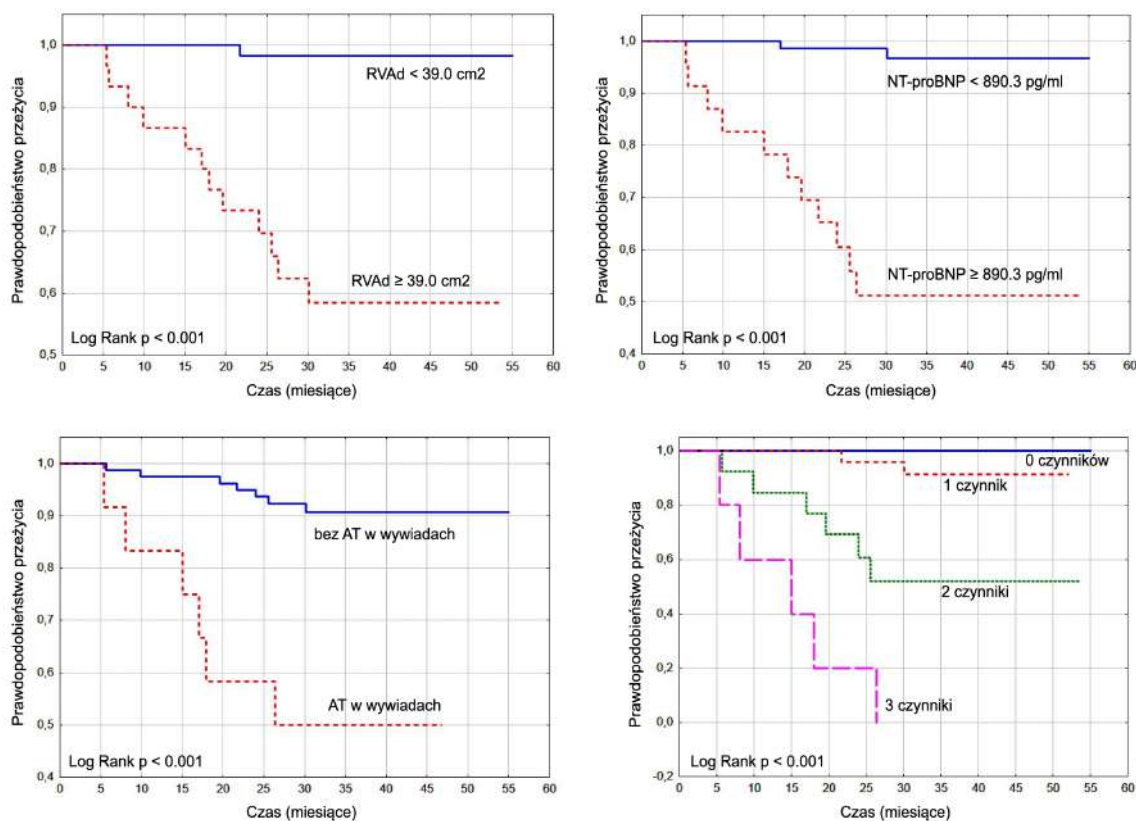 Prawdopodobieństwo przeżycia
1,0
0,9
0,8
0,7
0,6
0,5
RVAd < 39.0 cm2
RVAd ≥ 39.0 cm2
Log Rank p < 0.001
0 5 10 15 20 25 30 35 40 45 50 55 60
Czas (miesiące)
Prawdopodobieństwo przeżycia
1,0
0,9
0,8
0,7
0,6
0,5
0,4
NT-proBNP < 890.3 pg/ml
NT-proBNP ≥ 890.3 pg/ml
Log Rank p < 0.001
0 5 10 15 20 25 30 35 40 45 50 55 60
Czas (miesiące)
Prawdopodobieństwo przeżycia
1,0
0,9
0,8
0,7
0,6
0,5
0,4
bez AT w wywiadach
AT w wywiadach
Log Rank p < 0.001
0 5 10 15 20 25 30 35 40 45 50 55 60
Czas (miesiące)
Prawdopodobieństwo przeżycia
1,0
0,8
0,6
0,4
0,2
0,0
-0,2
0 czynników
1 czynnik
2 czynniki
3 czynniki
Log Rank p < 0.001
0 5 10 15 20 25 30 35 40 45 50 55 60
Czas (miesiące)